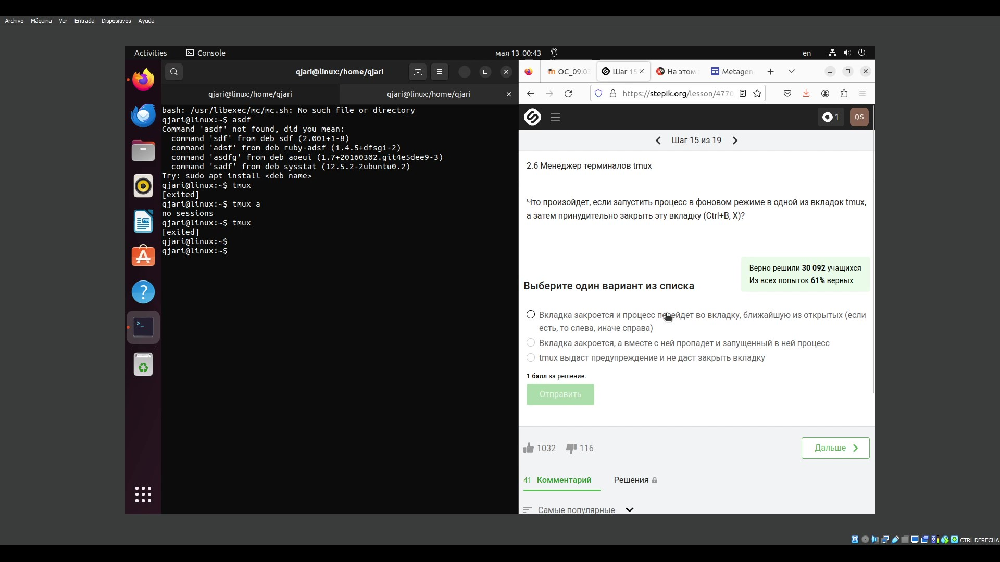 Archivo Máquina Ver Entrada Dispositivos Ayuda
Activities Console мая 13 00:43 en
qjari@linux:/home/qjari
qjari@linux:/home/qjari qjari@linux:/home/qjari
bash: /usr/libexec/mc/mc.sh: No such file or directory
qjari@linux:~$ asdf
Command 'asdf' not found, did you mean:
command 'sdf' from deb sdf (2.001+1-8)
command 'adsf' from deb ruby-adsf (1.4.5+dfsg1-2)
command 'asdfg' from deb aoeui (1.7+20160302.git4e5dee9-3)
command 'sadf' from deb sysstat (12.5.2-2ubuntu0.2)
Try: sudo apt install <deb name>
qjari@linux:~$ tmux
[exited]
qjari@linux:~$ tmux a
no sessions
qjari@linux:~$ tmux
[exited]
qjari@linux:~$
qjari@linux:~$
ОС_09.03 Шаг 15 На этом Metagen
https://stepik.org/lesson/4770
1 QS
Шаг 15 из 19
2.6 Менеджер терминалов tmux
Что произойдет, если запустить процесс в фоновом режиме в одной из вкладок tmux,
а затем принудительно закрыть эту вкладку (Ctrl+B, X)?
Верно решили 30 092 учащихся
Из всех попыток 61% верных
Выберите один вариант из списка
Вкладка закроется и процесс перейдет во вкладку, ближайшую из открытых (если
есть, то слева, иначе справа)
Вкладка закроется, а вместе с ней пропадет и запущенный в ней процесс
tmux выдаст предупреждение и не даст закрыть вкладку
1 балл за решение.
Отправить
1032 116
Дальше
41 Комментарий Решения
Самые популярные
CTRL DERECHA